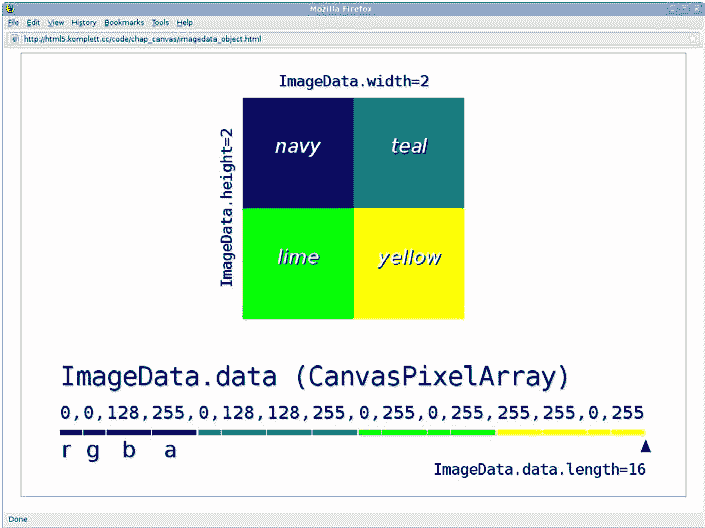 Mozilla Firefox
File Edit View History Bookmarks Tools Help
http://html5.komplett.cc/code/chap_canvas/imagedata_object.html
ImageData.width=2
ImageData.height=2
navy teal
lime yellow
ImageData.data (CanvasPixelArray)
0,0,128,255,0,128,128,255,0,255,0,255,255,255,0,255
r g b a
ImageData.data.length=16
Done